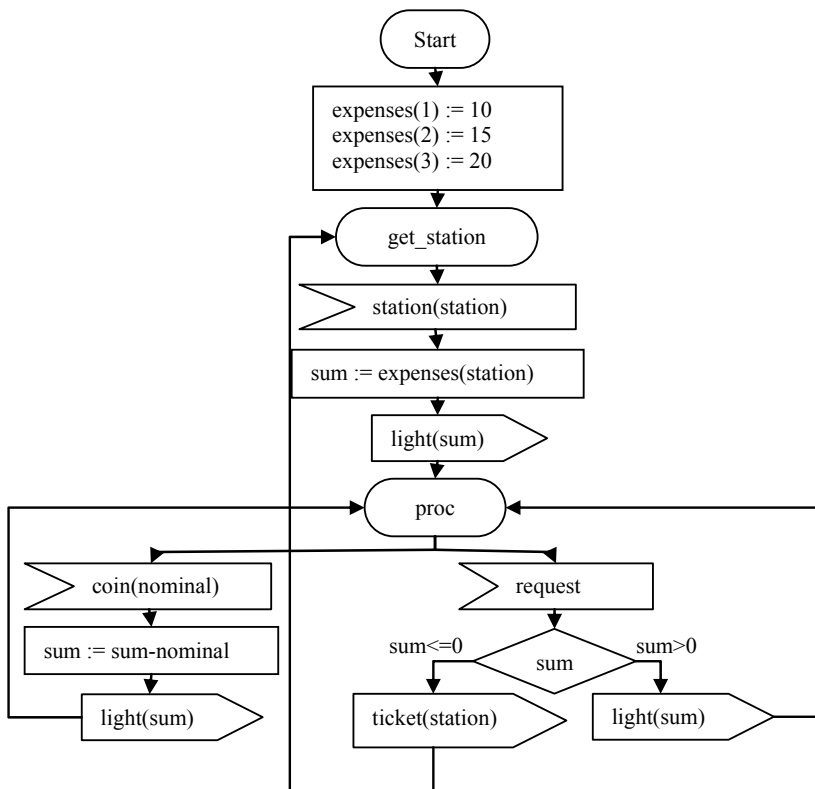 Start
expenses(1) := 10
expenses(2) := 15
expenses(3) := 20
get_station
station(station)
sum := expenses(station)
light(sum)
proc
coin(nominal)
request
sum := sum-nominal
sum<=0
sum
sum>0
light(sum)
ticket(station)
light(sum)